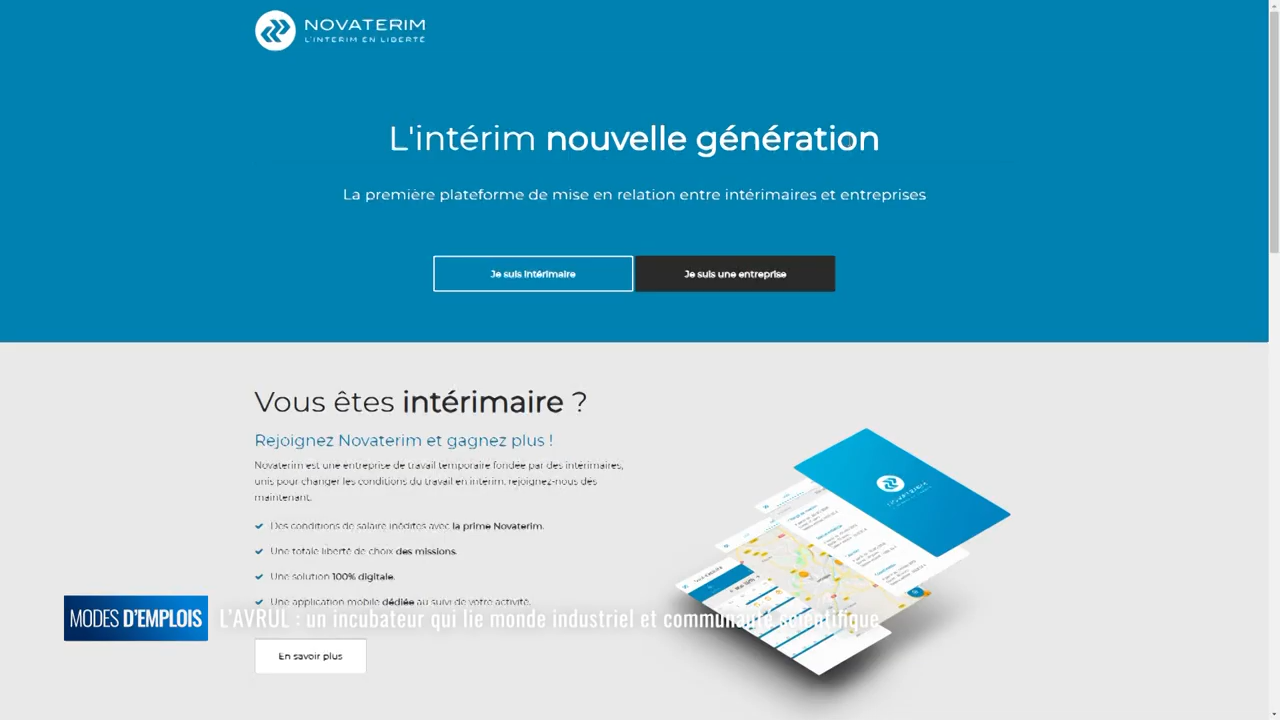 NOVATERIM
L'INTERIM EN LIBERTÉ
L'intérim nouvelle génération
La première plateforme de mise en relation entre intérimaires et entreprises
Je suis intérimaire
Je suis une entreprise
Vous êtes intérimaire ?
Rejoignez Novaterim et gagnez plus !
Novaterim est une entreprise de travail temporaire fondée par des intérimaires,
unis pour changer les conditions du travail en interim, rejoignez-nous dès
maintenant.
Des conditions de salaire inédites avec la prime Novaterim.
Une totale liberté de choix des missions.
Une solution 100% digitale.
Une application mobile dédiée au suivi de votre activité.
MODES D'EMPLOIS
L'AVRUL : un incubateur qui lie monde industriel et communauté scientifique
En savoir plus
NOVATERIM